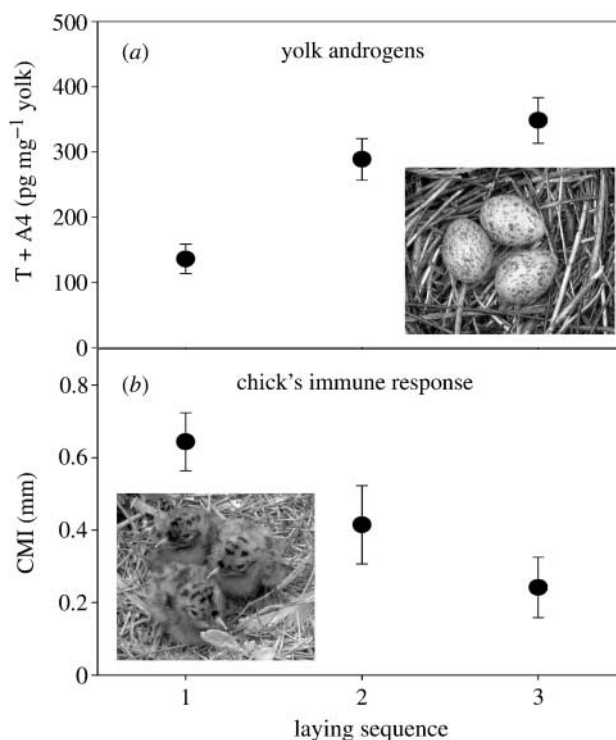 500
(a) yolk androgens
400
300
200
100
0
T + A4 (pg mg⁻¹ yolk)
0.8
(b) chick's immune response
0.6
0.4
0.2
0
CMI (mm)
1 2 3
laying sequence